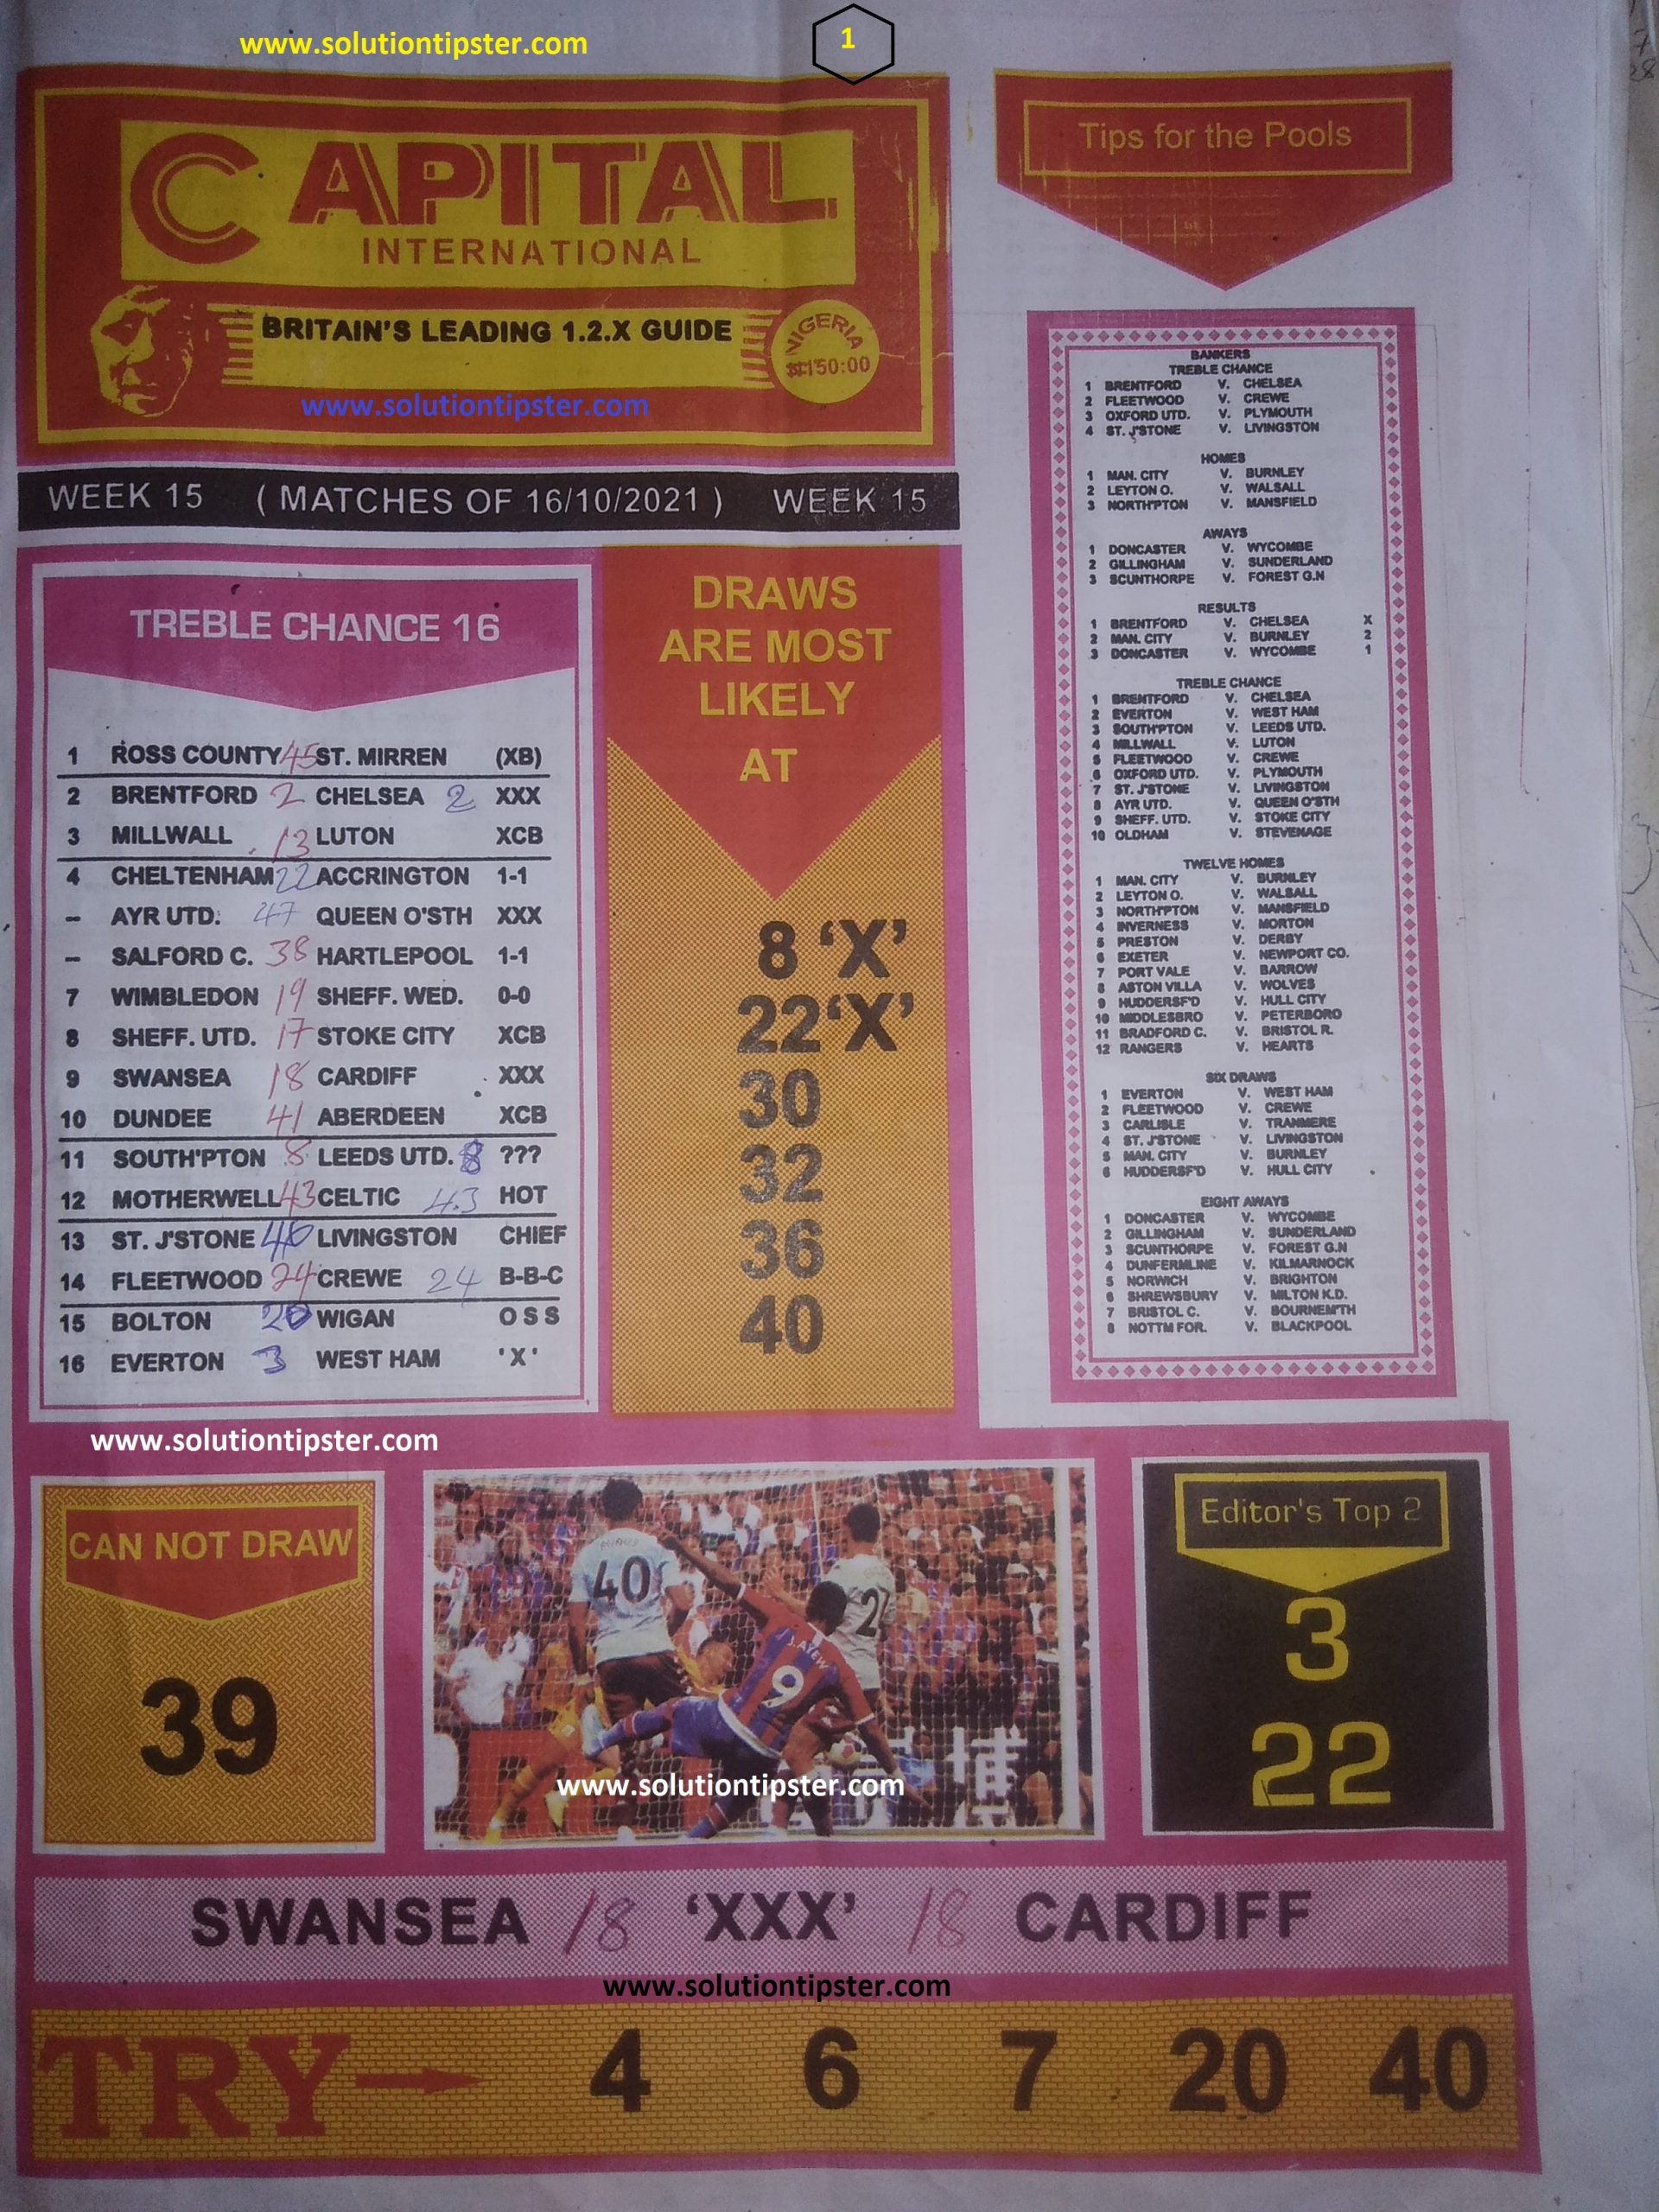 www.solutiontipster.com
1
CAPITAL
INTERNATIONAL
BRITAIN'S LEADING 1.2.X GUIDE
NIGERIA
₦150:00
www.solutiontipster.com
WEEK 15 ( MATCHES OF 16/10/2021 ) WEEK 15
TREBLE CHANCE 16
1 ROSS COUNTY 45 ST. MIRREN (XB)
2 BRENTFORD 2 CHELSEA 2 XXX
3 MILLWALL 13 LUTON XCB
4 CHELTENHAM 22 ACCRINGTON 1-1
– AYR UTD. 47 QUEEN O'STH XXX
– SALFORD C. 38 HARTLEPOOL 1-1
7 WIMBLEDON 19 SHEFF. WED. 0-0
8 SHEFF. UTD. 17 STOKE CITY XCB
9 SWANSEA 18 CARDIFF XXX
10 DUNDEE 41 ABERDEEN XCB
11 SOUTH'PTON 8 LEEDS UTD. 8 ???
12 MOTHERWELL 43 CELTIC 43 HOT
13 ST. J'STONE 40 LIVINGSTON CHIEF
14 FLEETWOOD 24 CREWE 24 B-B-C
15 BOLTON 20 WIGAN O S S
16 EVERTON 3 WEST HAM 'X'
DRAWS
ARE MOST
LIKELY
AT
8 ‘X’
22 ‘X’
30
32
36
40
Tips for the Pools
BANKERS
TREBLE CHANCE
1 BRENTFORD V. CHELSEA
2 FLEETWOOD V. CREWE
3 OXFORD UTD. V. PLYMOUTH
4 ST. J'STONE V. LIVINGSTON
HOMES
1 MAN. CITY V. BURNLEY
2 LEYTON O. V. WALSALL
3 NORTH'PTON V. MANSFIELD
AWAYS
1 DONCASTER V. WYCOMBE
2 GILLINGHAM V. SUNDERLAND
3 SCUNTHORPE V. FOREST G.N
RESULTS
1 BRENTFORD V. CHELSEA X
2 MAN. CITY V. BURNLEY 2
3 DONCASTER V. WYCOMBE 1
TREBLE CHANCE
1 BRENTFORD V. CHELSEA
2 EVERTON V. WEST HAM
3 SOUTH'PTON V. LEEDS UTD.
4 MILLWALL V. LUTON
5 FLEETWOOD V. CREWE
6 OXFORD UTD. V. PLYMOUTH
7 ST. J'STONE V. LIVINGSTON
8 AYR UTD. V. QUEEN O'STH
9 SHEFF. UTD. V. STOKE CITY
10 OLDHAM V. STEVENAGE
TWELVE HOMES
1 MAN. CITY V. BURNLEY
2 LEYTON O. V. WALSALL
3 NORTH'PTON V. MANSFIELD
4 INVERNESS V. MORTON
5 PRESTON V. DERBY
6 EXETER V. NEWPORT CO.
7 PORT VALE V. BARROW
8 ASTON VILLA V. WOLVES
9 HUDDERSF'D V. HULL CITY
10 MIDDLESBRO V. PETERBORO
11 BRADFORD C. V. BRISTOL R.
12 RANGERS V. HEARTS
SIX DRAWS
1 EVERTON V. WEST HAM
2 FLEETWOOD V. CREWE
3 CARLISLE V. TRANMERE
4 ST. J'STONE V. LIVINGSTON
5 MAN. CITY V. BURNLEY
6 HUDDERSF'D V. HULL CITY
EIGHT AWAYS
1 DONCASTER V. WYCOMBE
2 GILLINGHAM V. SUNDERLAND
3 SCUNTHORPE V. FOREST G.N
4 DUNFERMLINE V. KILMARNOCK
5 NORWICH V. BRIGHTON
6 SHREWSBURY V. MILTON K.D.
7 BRISTOL C. V. BOURNEM'TH
8 NOTTM FOR. V. BLACKPOOL
www.solutiontipster.com
CAN NOT DRAW
39
40
AYEW
9
www.solutiontipster.com
Editor's Top 2
3
22
SWANSEA 18 ‘XXX’ 18 CARDIFF
www.solutiontipster.com
TRY 4 6 7 20 40